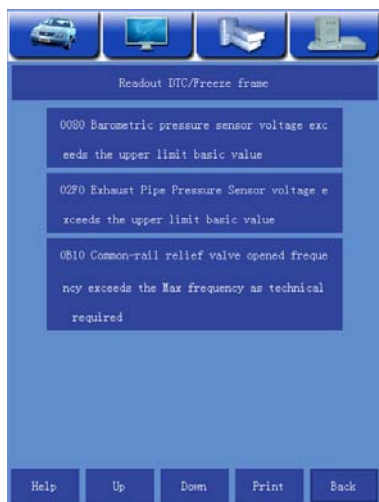 Readout DTC/Freeze frame
0080 Barometric pressure sensor voltage exc
eeds the upper limit basic value
02F0 Exhaust Pipe Pressure Sensor voltage e
xceeds the upper limit basic value
0B10 Common-rail relief valve opened freque
ncy exceeds the Max frequency as technical
required
Help Up Down Print Back